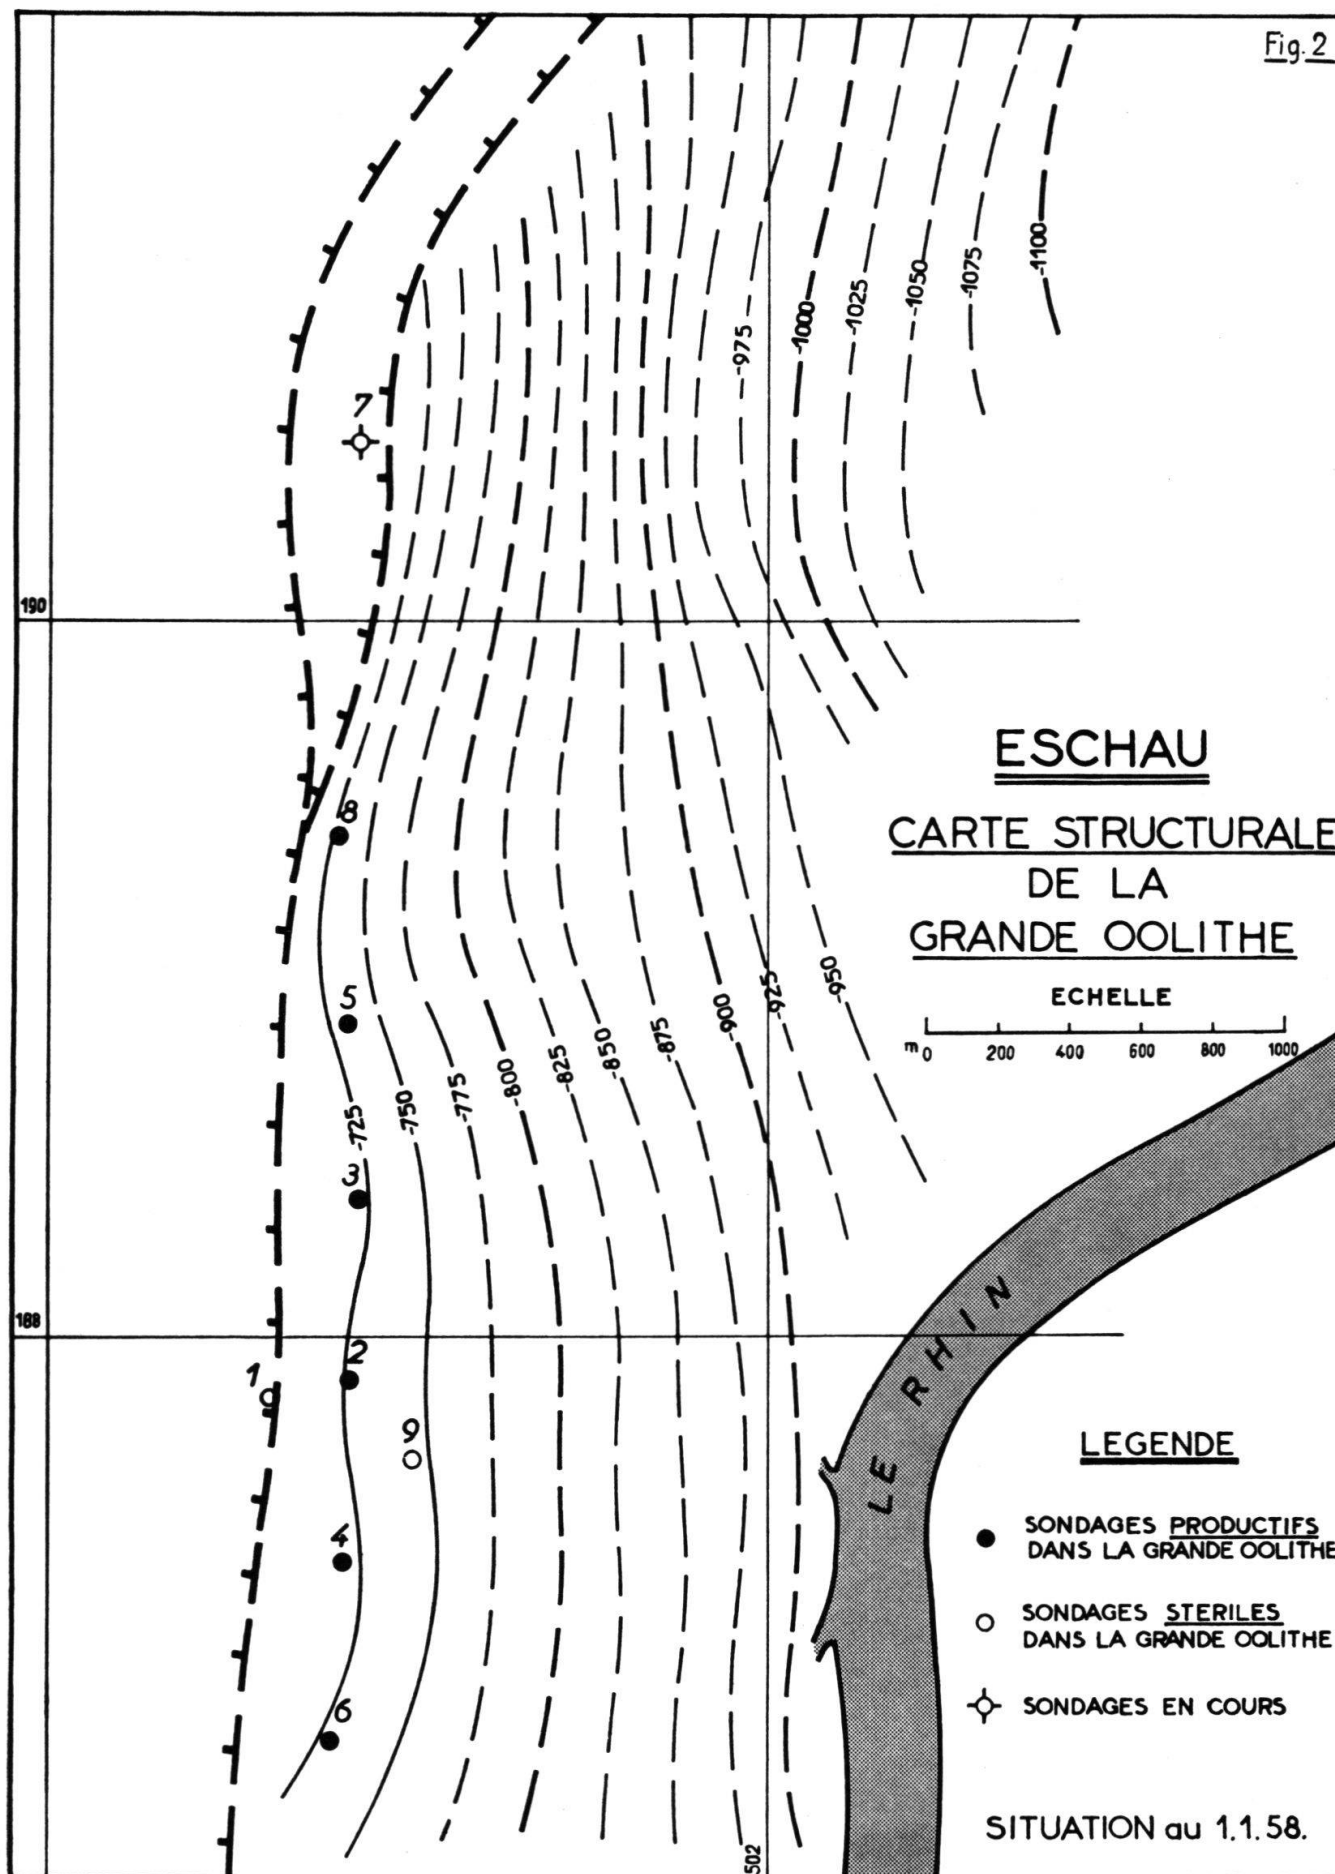 Fig. 2
-1100
-1075
-1050
-1025
-1000
-975
7
190
ESCHAU
CARTE STRUCTURALE
DE LA
GRANDE OOLITHE
ECHELLE
m 0 200 400 600 800 1000
8
5
-950
-925
-900
-875
-850
-825
-800
-775
-750
-725
3
188
2
1
9
4
6
LE RHIN
LEGENDE
SONDAGES PRODUCTIFS
DANS LA GRANDE OOLITHE
SONDAGES STERILES
DANS LA GRANDE OOLITHE
SONDAGES EN COURS
SITUATION au 1.1.58.
502